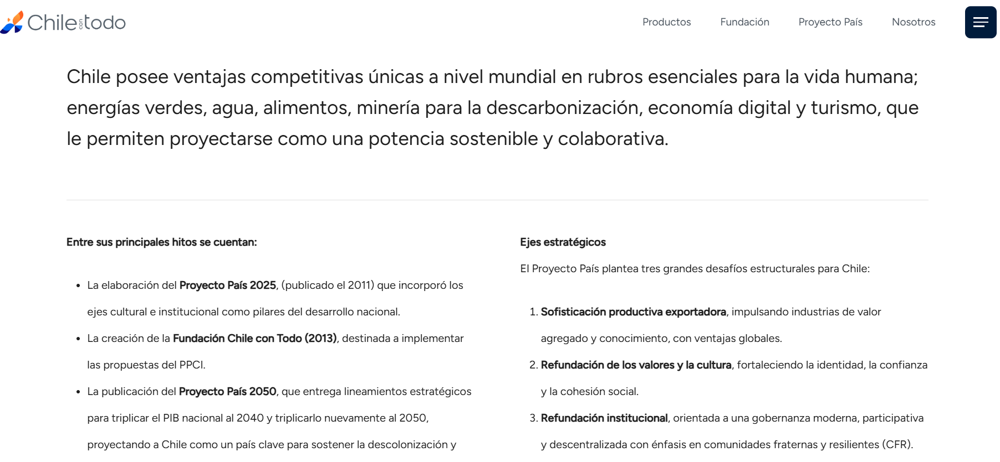 Chile con todo
Productos
Fundación
Proyecto País
Nosotros
Chile posee ventajas competitivas únicas a nivel mundial en rubros esenciales para la vida humana;
energías verdes, agua, alimentos, minería para la descarbonización, economía digital y turismo, que
le permiten proyectarse como una potencia sostenible y colaborativa.
Entre sus principales hitos se cuentan:
• La elaboración del Proyecto País 2025, (publicado el 2011) que incorporó los
ejes cultural e institucional como pilares del desarrollo nacional.
• La creación de la Fundación Chile con Todo (2013), destinada a implementar
las propuestas del PPCI.
• La publicación del Proyecto País 2050, que entrega lineamientos estratégicos
para triplicar el PIB nacional al 2040 y triplicarlo nuevamente al 2050,
proyectando a Chile como un país clave para sostener la descolonización y
Ejes estratégicos
El Proyecto País plantea tres grandes desafíos estructurales para Chile:
1. Sofisticación productiva exportadora, impulsando industrias de valor
agregado y conocimiento, con ventajas globales.
2. Refundación de los valores y la cultura, fortaleciendo la identidad, la confianza
y la cohesión social.
3. Refundación institucional, orientada a una gobernanza moderna, participativa
y descentralizada con énfasis en comunidades fraternas y resilientes (CFR).